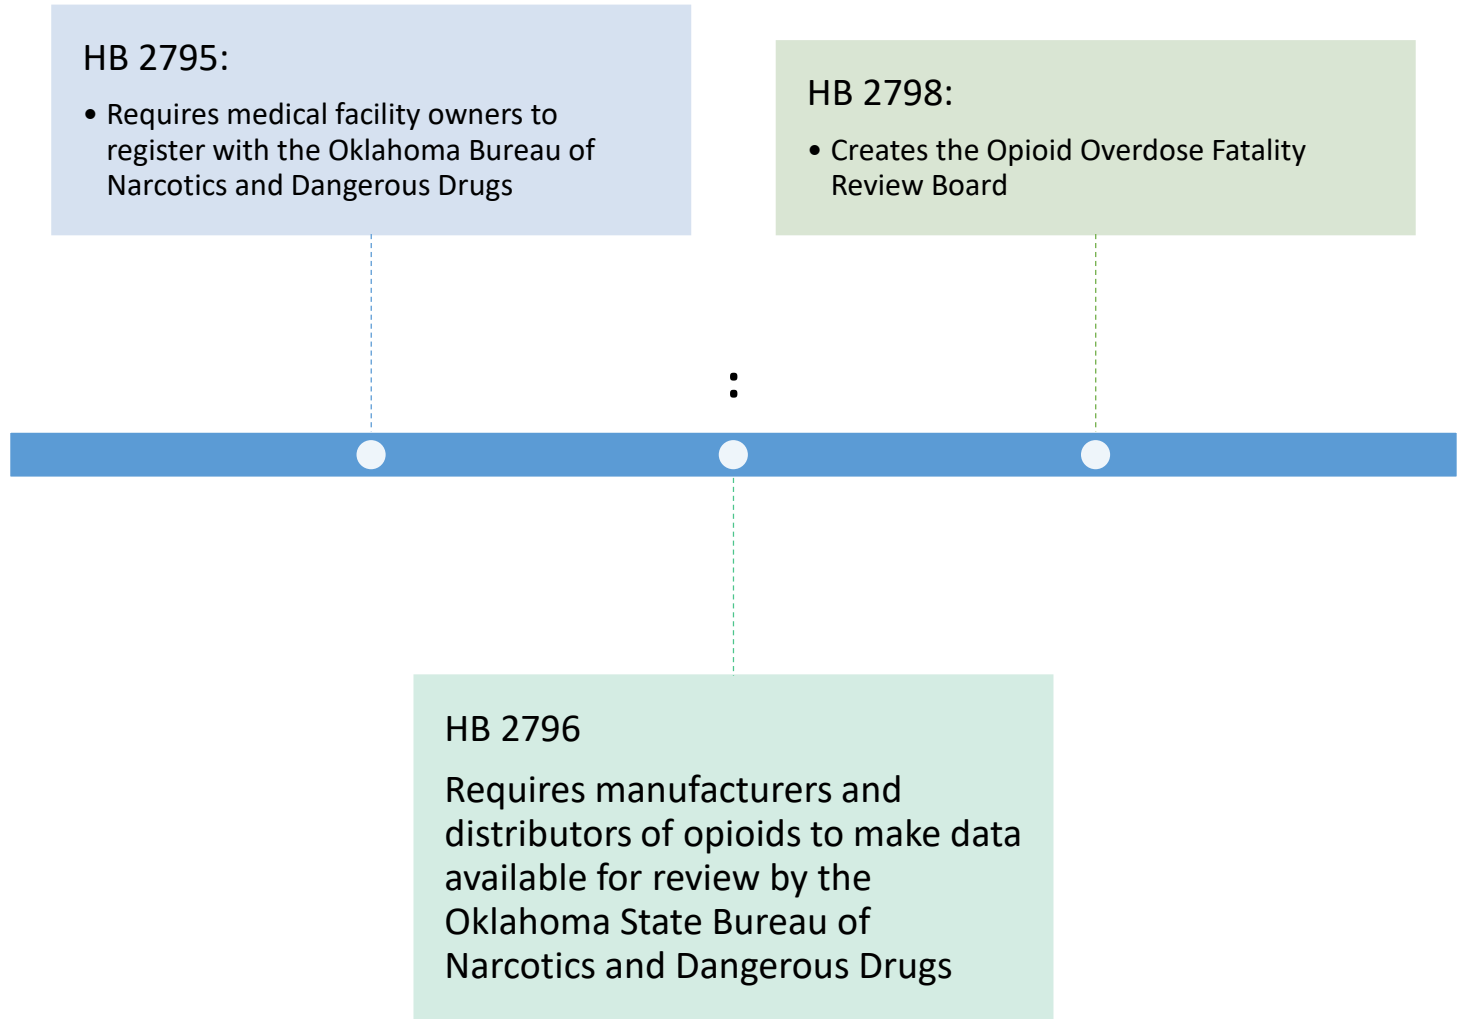 HB 2795:
• Requires medical facility owners to
register with the Oklahoma Bureau of
Narcotics and Dangerous Drugs
HB 2798:
• Creates the Opioid Overdose Fatality
Review Board
:
HB 2796
Requires manufacturers and
distributors of opioids to make data
available for review by the
Oklahoma State Bureau of
Narcotics and Dangerous Drugs